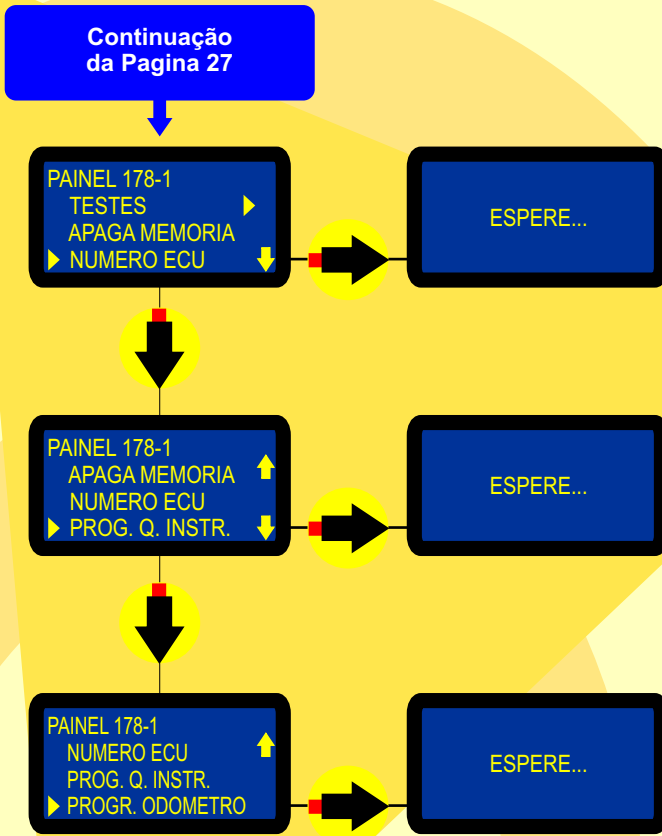 Continuação
da Pagina 27
PAINEL 178-1
TESTES
APAGA MEMORIA
NUMERO ECU
ESPERE...
PAINEL 178-1
APAGA MEMORIA
NUMERO ECU
PROG. Q. INSTR.
ESPERE...
PAINEL 178-1
NUMERO ECU
PROG. Q. INSTR.
PROGR. ODOMETRO
ESPERE...